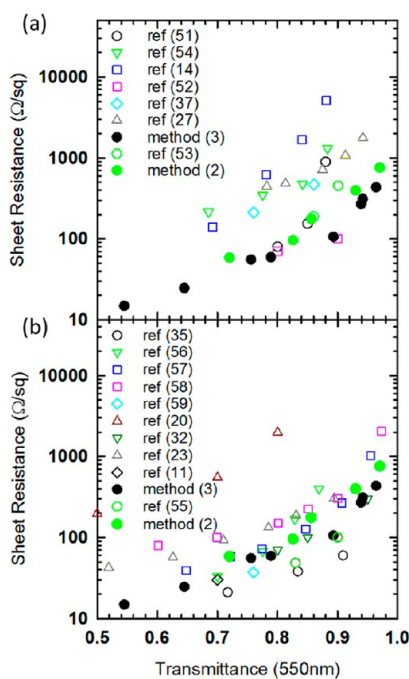 (a)
ref (51)
ref (54)
ref (14)
ref (52)
ref (37)
ref (27)
method (3)
ref (53)
method (2)
10000
1000
100
10
Sheet Resistance (Ω/sq)
(b)
ref (35)
ref (56)
ref (57)
ref (58)
ref (59)
ref (20)
ref (32)
ref (23)
ref (11)
method (3)
ref (55)
method (2)
10000
1000
100
10
Sheet Resistance (Ω/sq)
0.5 0.6 0.7 0.8 0.9 1.0
Transmittance (550nm)